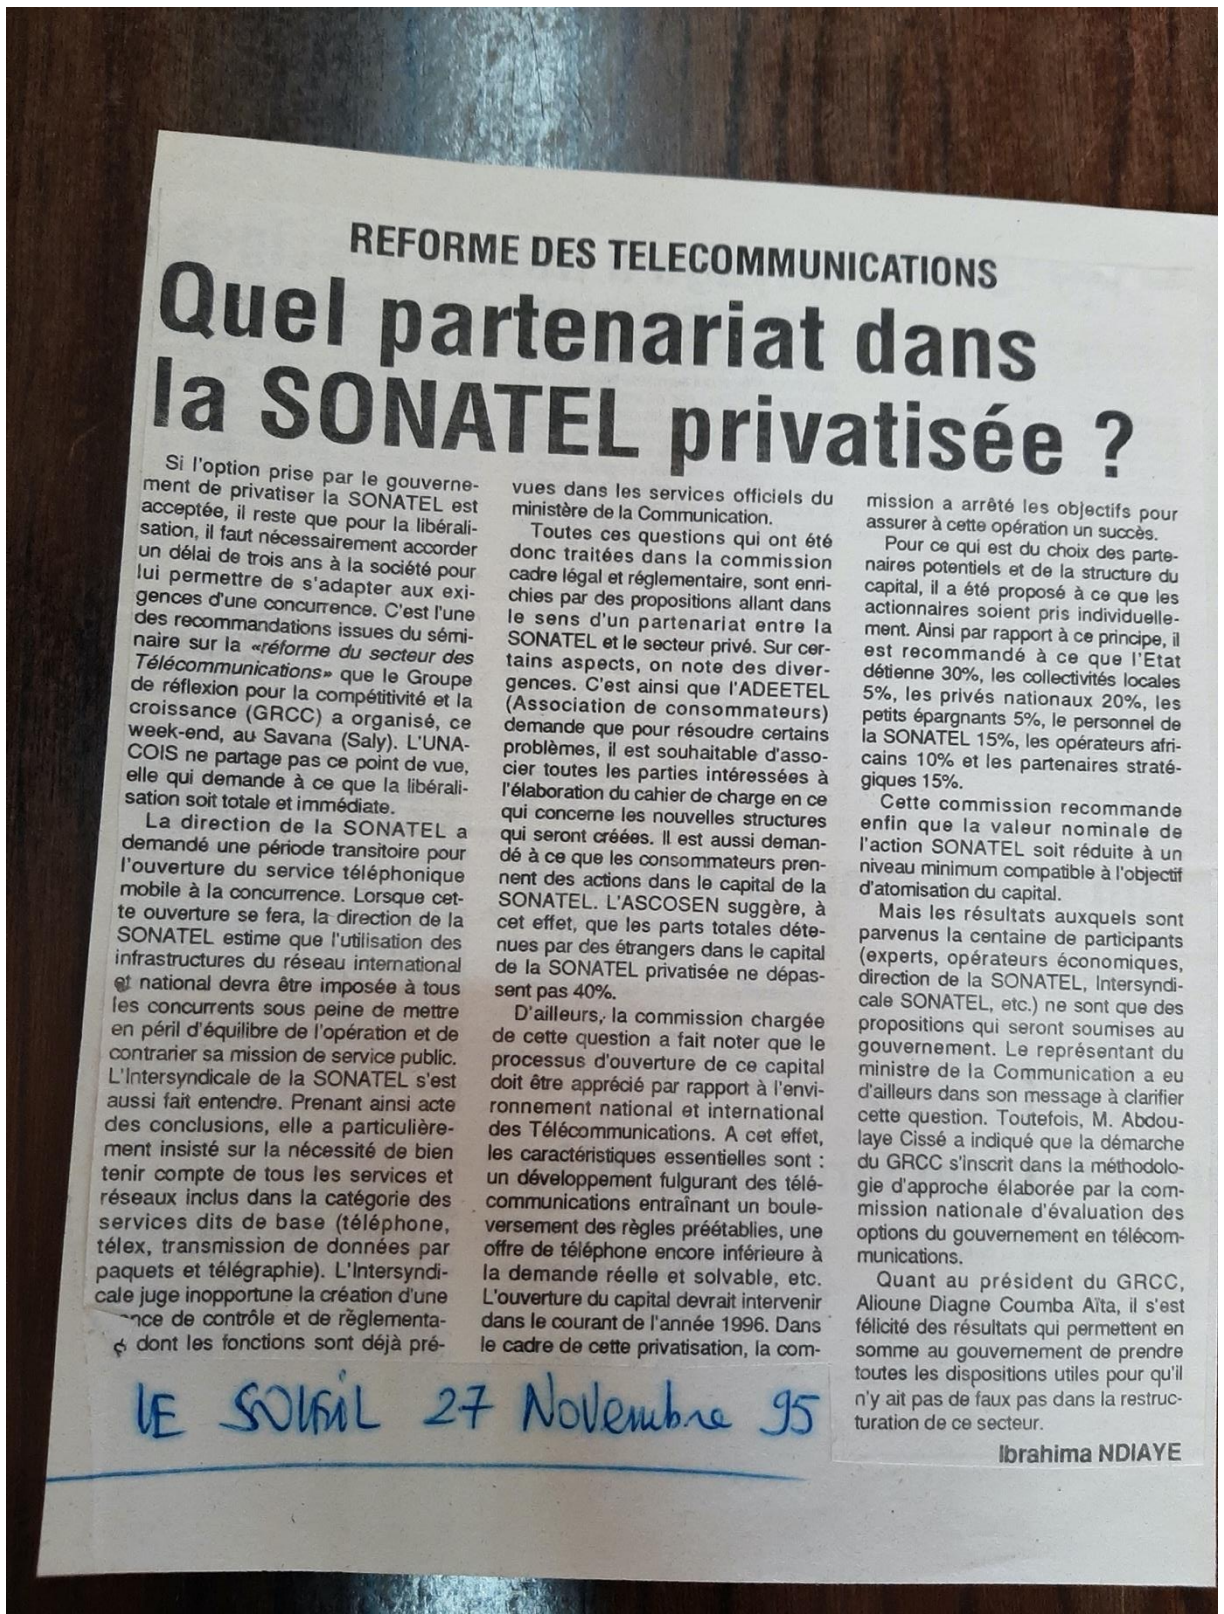 REFORME DES TELECOMMUNICATIONS
Quel partenariat dans
la SONATEL privatisée ?
Si l'option prise par le gouverne-
ment de privatiser la SONATEL est
acceptée, il reste que pour la libérali-
sation, il faut nécessairement accorder
un délai de trois ans à la société pour
lui permettre de s'adapter aux exi-
gences d'une concurrence. C'est l'une
des recommandations issues du sémi-
naire sur la «réforme du secteur des
Télécommunications» que le Groupe
de réflexion pour la compétitivité et la
croissance (GRCC) a organisé, ce
week-end, au Savana (Saly). L'UNA-
COIS ne partage pas ce point de vue,
elle qui demande à ce que la libérali-
sation soit totale et immédiate.
La direction de la SONATEL a
demandé une période transitoire pour
l'ouverture du service téléphonique
mobile à la concurrence. Lorsque cet-
te ouverture se fera, la direction de la
SONATEL estime que l'utilisation des
infrastructures du réseau international
et national devra être imposée à tous
les concurrents sous peine de mettre
en péril d'équilibre de l'opération et de
contrarier sa mission de service public.
L'Intersyndicale de la SONATEL s'est
aussi fait entendre. Prenant ainsi acte
des conclusions, elle a particulière-
ment insisté sur la nécessité de bien
tenir compte de tous les services et
réseaux inclus dans la catégorie des
services dits de base (téléphone,
télex, transmission de données par
paquets et télégraphie). L'Intersyndi-
cale juge inopportune la création d'une
nce de contrôle et de règlementa-
dont les fonctions sont déjà pré-
vues dans les services officiels du
ministère de la Communication.
Toutes ces questions qui ont été
donc traitées dans la commission
cadre légal et réglementaire, sont enri-
chies par des propositions allant dans
le sens d'un partenariat entre la
SONATEL et le secteur privé. Sur cer-
tains aspects, on note des diver-
gences. C'est ainsi que l'ADEETEL
(Association de consommateurs)
demande que pour résoudre certains
problèmes, il est souhaitable d'asso-
cier toutes les parties intéressées à
l'élaboration du cahier de charge en ce
qui concerne les nouvelles structures
qui seront créées. Il est aussi deman-
dé à ce que les consommateurs pren-
nent des actions dans le capital de la
SONATEL. L'ASCOSEN suggère, à
cet effet, que les parts totales déte-
nues par des étrangers dans le capital
de la SONATEL privatisée ne dépas-
sent pas 40%.
D'ailleurs, la commission chargée
de cette question a fait noter que le
processus d'ouverture de ce capital
doit être apprécié par rapport à l'envi-
ronnement national et international
des Télécommunications. A cet effet,
les caractéristiques essentielles sont :
un développement fulgurant des télé-
communications entraînant un boule-
versement des règles préétablies, une
offre de téléphone encore inférieure à
la demande réelle et solvable, etc.
L'ouverture du capital devrait intervenir
dans le courant de l'année 1996. Dans
le cadre de cette privatisation, la com-
mission a arrêté les objectifs pour
assurer à cette opération un succès.
Pour ce qui est du choix des parte-
naires potentiels et de la structure du
capital, il a été proposé à ce que les
actionnaires soient pris individuelle-
ment. Ainsi par rapport à ce principe, il
est recommandé à ce que l'Etat
détienne 30%, les collectivités locales
5%, les privés nationaux 20%, les
petits épargnants 5%, le personnel de
la SONATEL 15%, les opérateurs afri-
cains 10% et les partenaires straté-
giques 15%.
Cette commission recommande
enfin que la valeur nominale de
l'action SONATEL soit réduite à un
niveau minimum compatible à l'objectif
d'atomisation du capital.
Mais les résultats auxquels sont
parvenus la centaine de participants
(experts, opérateurs économiques,
direction de la SONATEL, Intersyndi-
cale SONATEL, etc.) ne sont que des
propositions qui seront soumises au
gouvernement. Le représentant du
ministre de la Communication a eu
d'ailleurs dans son message à clarifier
cette question. Toutefois, M. Abdou-
laye Cissé a indiqué que la démarche
du GRCC s'inscrit dans la méthodolo-
gie d'approche élaborée par la com-
mission nationale d'évaluation des
options du gouvernement en télécom-
munications.
Quant au président du GRCC,
Alioune Diagne Coumba Aïta, il s'est
félicité des résultats qui permettent en
somme au gouvernement de prendre
toutes les dispositions utiles pour qu'il
n'y ait pas de faux pas dans la restruc-
turation de ce secteur.
Ibrahima NDIAYE
LE SOLEIL 27 Novembre 95